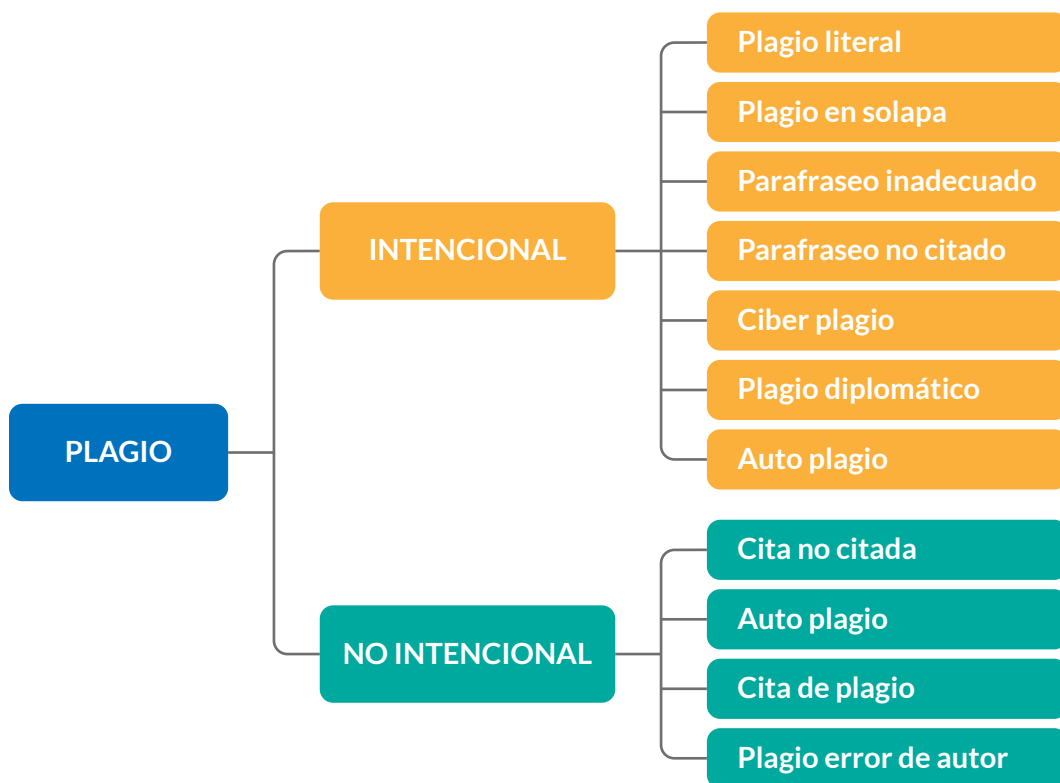 PLAGIO
INTENCIONAL
Plagio literal
Plagio en solapa
Parafraseo inadecuado
Parafraseo no citado
Ciber plagio
Plagio diplomático
Auto plagio
NO INTENCIONAL
Cita no citada
Auto plagio
Cita de plagio
Plagio error de autor